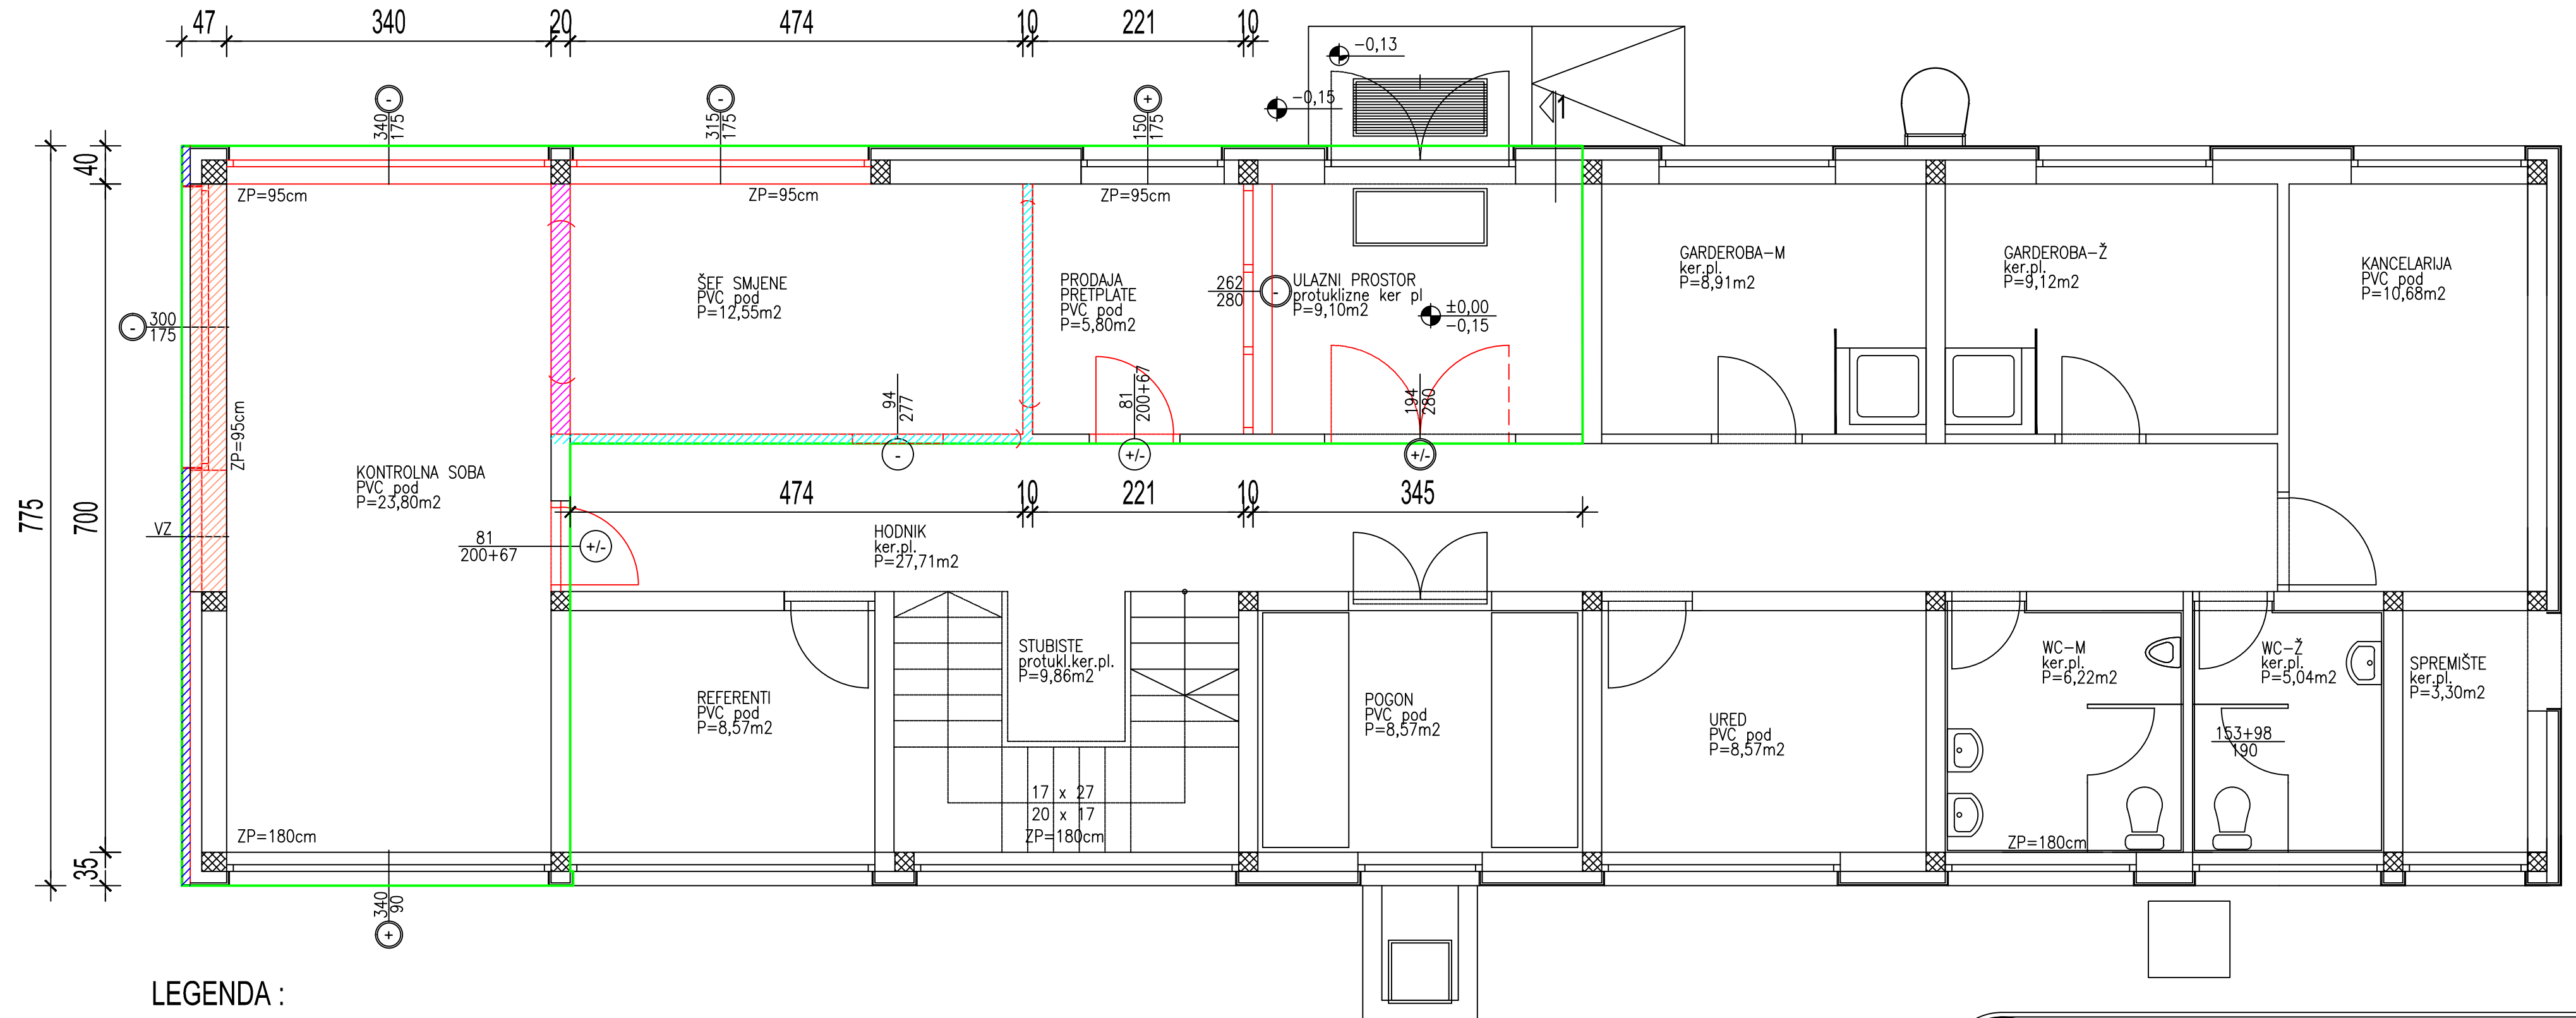 47 340 20 474 10 221 10
-0,13
-0,15
1
-
340
175
-
315
175
+
150
175
40
700
35
775
ZP=95cm
ZP=95cm
ZP=95cm
ŠEF SMJENE
PVC pod
P=12,55m2
PRODAJA
PRETPLATE
PVC pod
P=5,80m2
262
280
-
ULAZNI PROSTOR
protuklizne ker pl
P=9,10m2
±0,00
-0,15
GARDEROBA-M
ker.pl.
P=8,91m2
GARDEROBA-Ž
ker.pl.
P=9,12m2
KANCELARIJA
PVC pod
P=10,68m2
-
300
175
ZP=95cm
94
277
-
81
200+67
+/-
194
280
+/-
KONTROLNA SOBA
PVC pod
P=23,80m2
474 10 221 10 345
VZ
81
200+67
+/-
HODNIK
ker.pl.
P=27,71m2
STUBISTE
protukl.ker.pl.
P=9,86m2
REFERENTI
PVC pod
P=8,57m2
POGON
PVC pod
P=8,57m2
URED
PVC pod
P=8,57m2
WC-M
ker.pl.
P=6,22m2
WC-Ž
ker.pl.
P=5,04m2
SPREMIŠTE
ker.pl.
P=3,30m2
153+98
190
17 x 27
20 x 17
ZP=180cm
ZP=180cm
ZP=180cm
340
90
+
LEGENDA :